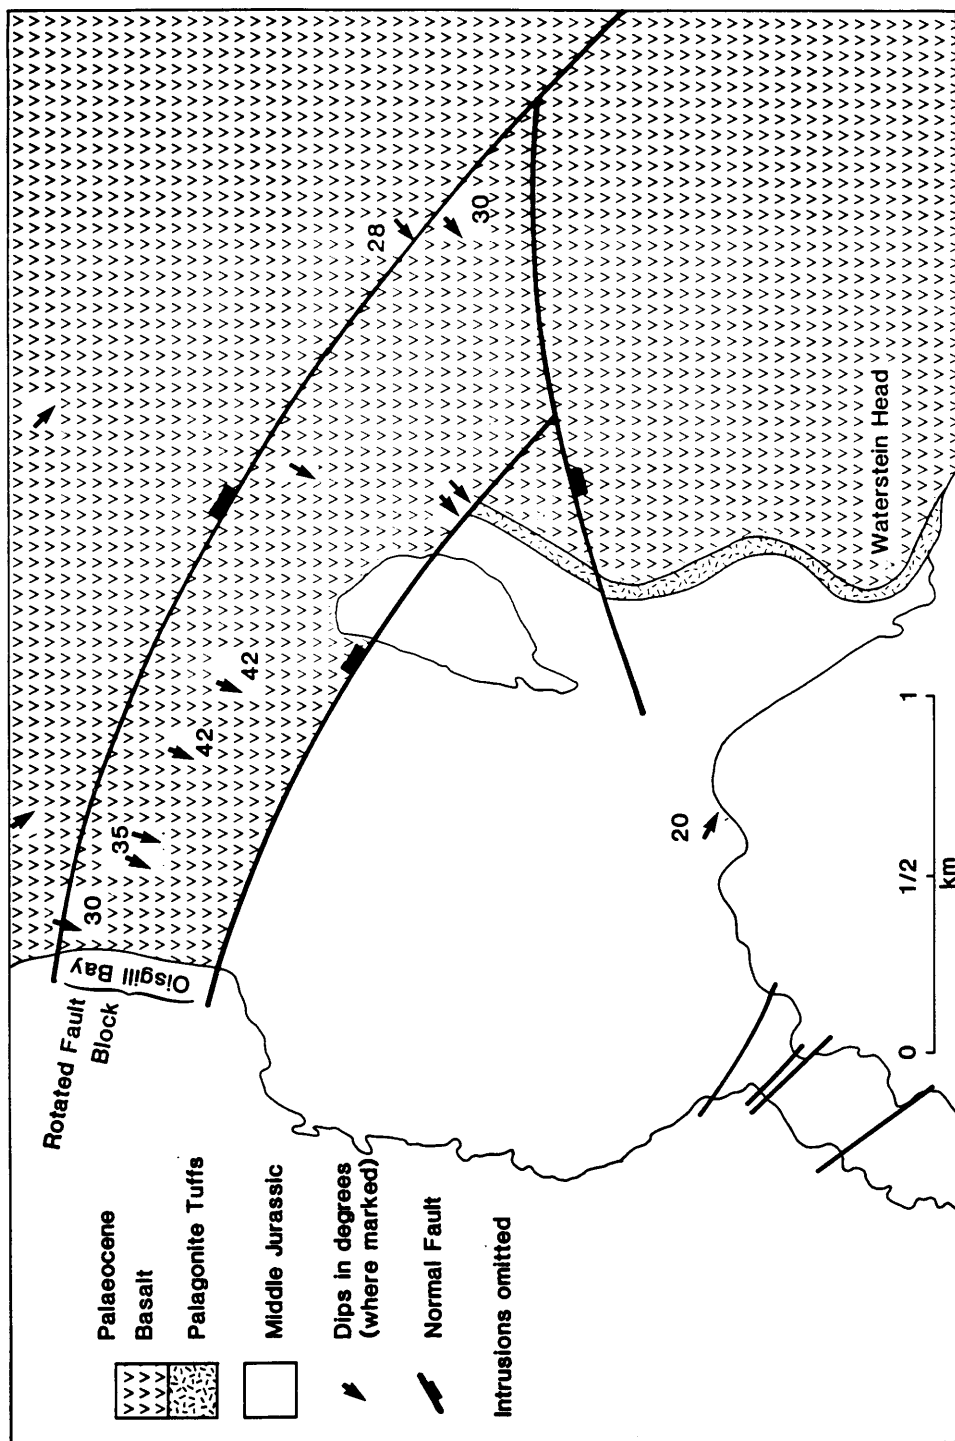 Palaeocene
Basalt
Palagonite Tuffs
Middle Jurassic
Dips in degrees
(where marked)
Normal Fault
Intrusions omitted
Rotated Fault
Block
Oisgill Bay
30
35
42
42
28
30
20
Waterstein Head
0
1/2
1
km